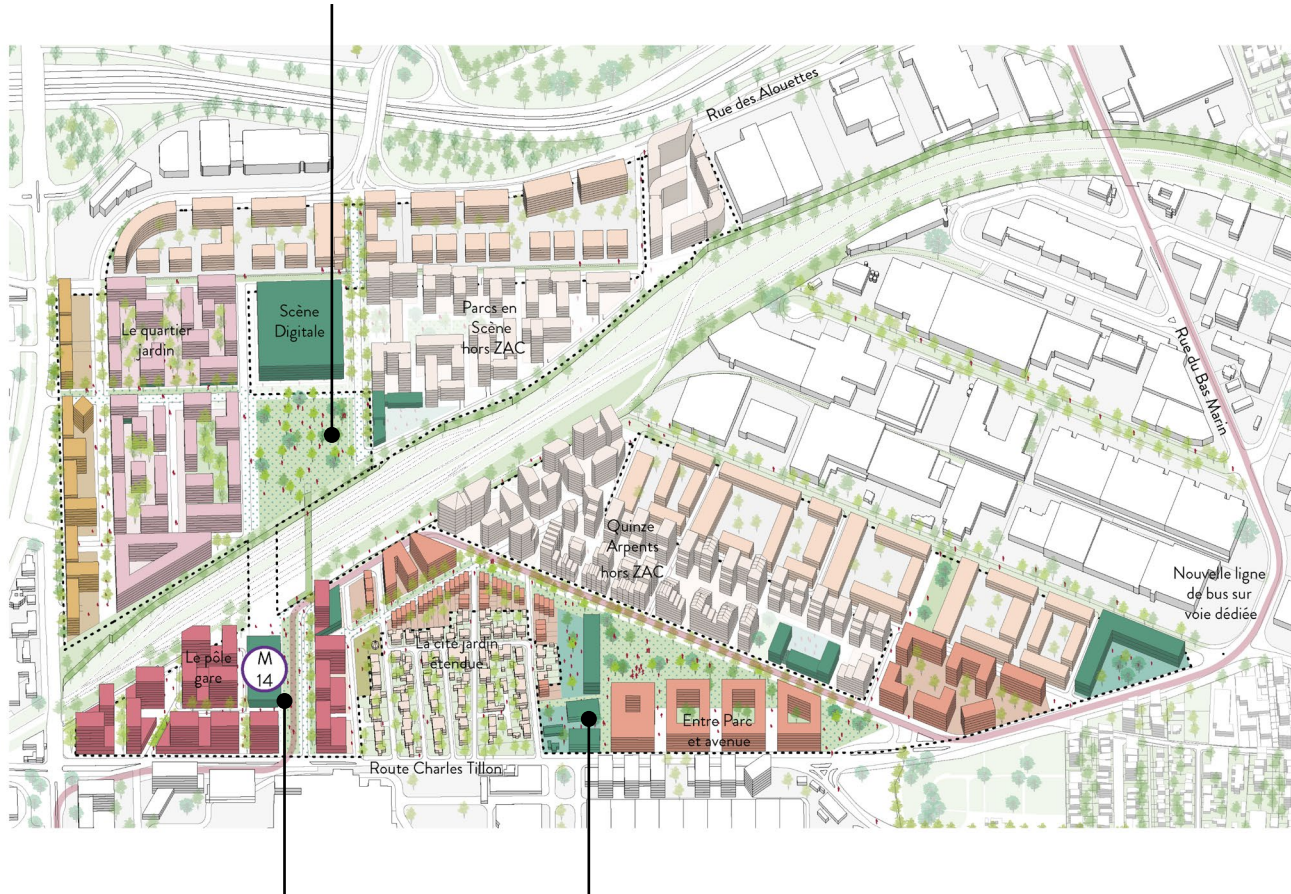 Rue des Alouettes
Scène
Digitale
Parcs en
Scène
hors ZAC
Le quartier
jardin
Rue du Bas Marin
Quinze
Arpents
hors ZAC
Nouvelle ligne
de bus sur
voie dédiée
La cité jardin
étendue
Le pôle
gare
M
14
Entre Parc
et avenue
Route Charles Tillon